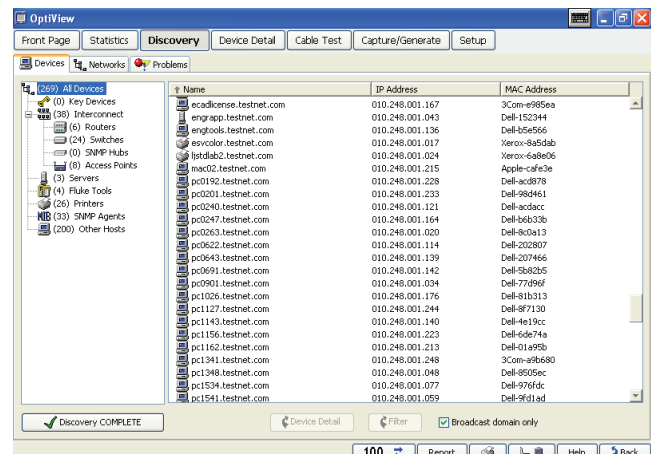 OptiView
Front Page Statistics Discovery Device Detail Cable Test Capture/Generate Setup
Devices Networks Problems
(269) All Devices
(0) Key Devices
(38) Interconnect
(6) Routers
(24) Switches
(0) SNMP Hubs
(8) Access Points
(3) Servers
(4) Fluke Tools
(26) Printers
(33) SNMP Agents
(200) Other Hosts
Name IP Address MAC Address
ecadlicense.testnet.com 010.248.001.167 3Com-e985ea
engrapp.testnet.com 010.248.001.043 Dell-152344
engtools.testnet.com 010.248.001.136 Dell-b5e566
esvcolor.testnet.com 010.248.001.017 Xerox-8a5dab
ljstdlab2.testnet.com 010.248.001.024 Xerox-6a8e06
mac02.testnet.com 010.248.001.215 Apple-cafe3e
pc0192.testnet.com 010.248.001.228 Dell-acd878
pc0201.testnet.com 010.248.001.233 Dell-98d461
pc0240.testnet.com 010.248.001.121 Dell-acdacc
pc0247.testnet.com 010.248.001.164 Dell-b6b33b
pc0263.testnet.com 010.248.001.020 Dell-8c0a13
pc0622.testnet.com 010.248.001.114 Dell-202807
pc0643.testnet.com 010.248.001.139 Dell-207466
pc0691.testnet.com 010.248.001.142 Dell-5b82b5
pc0901.testnet.com 010.248.001.034 Dell-77d96f
pc1026.testnet.com 010.248.001.176 Dell-81b313
pc1127.testnet.com 010.248.001.244 Dell-8f7130
pc1143.testnet.com 010.248.001.140 Dell-4e19cc
pc1156.testnet.com 010.248.001.223 Dell-6de74a
pc1162.testnet.com 010.248.001.213 Dell-01a95b
pc1341.testnet.com 010.248.001.248 3Com-a9b680
pc1348.testnet.com 010.248.001.048 Dell-8505ec
pc1534.testnet.com 010.248.001.077 Dell-976fdc
pc1541.testnet.com 010.248.001.059 Dell-9fd1ad
Discovery COMPLETE Device Detail Filter Broadcast domain only
100 Report Help Back